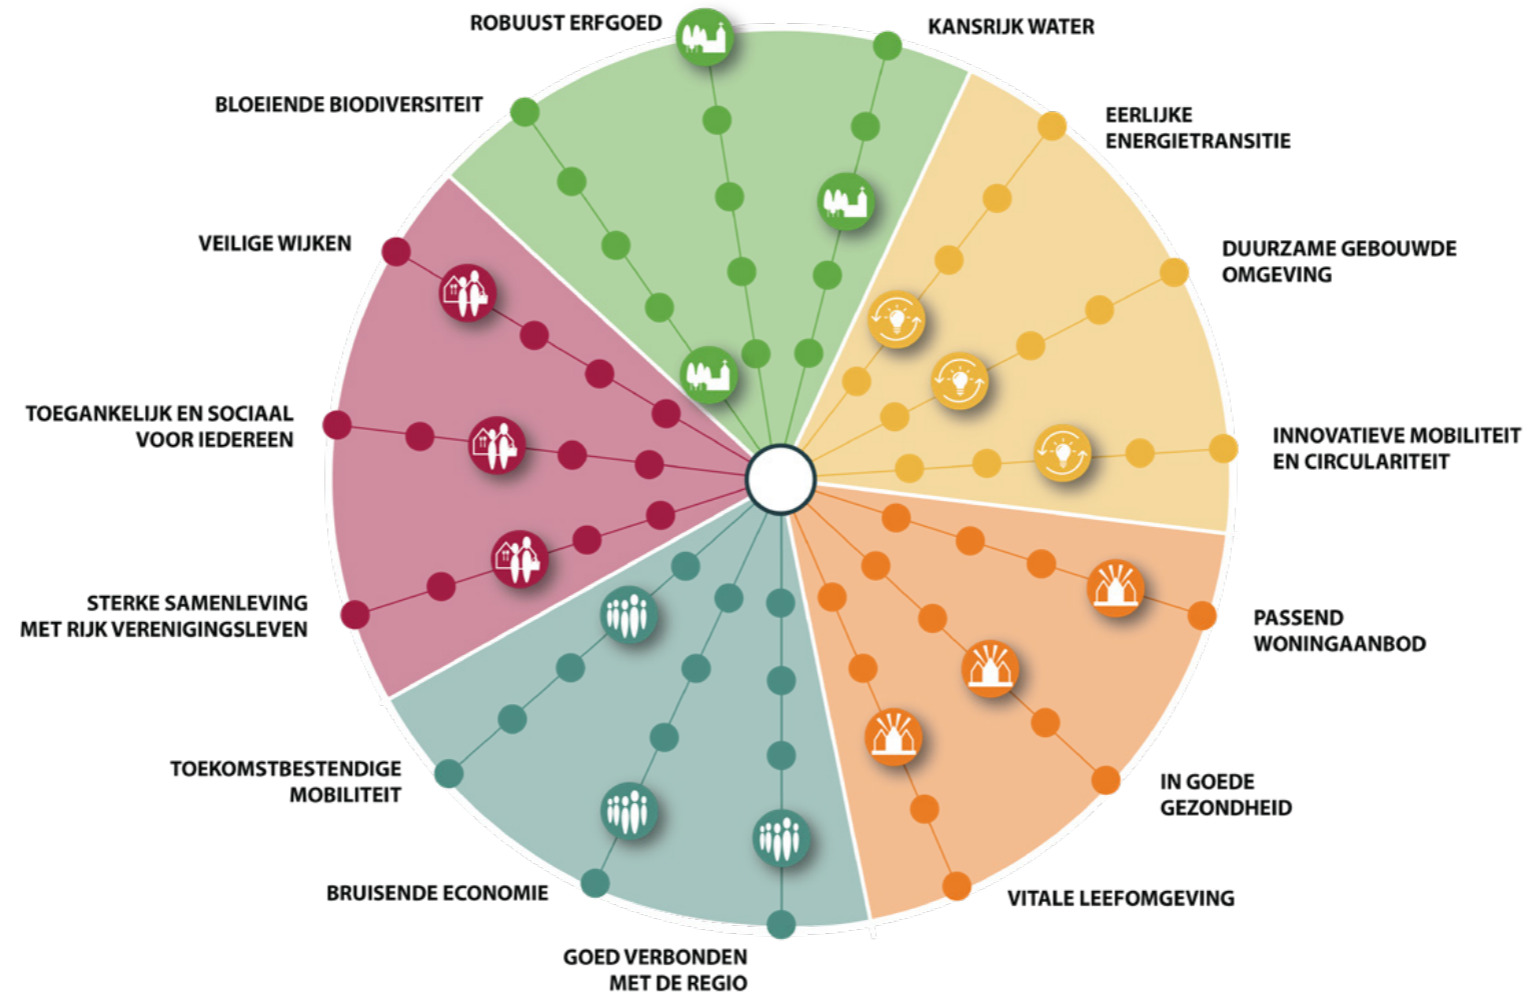 ROBUUST ERFGOED
KANSRIJK WATER
BLOEIENDE BIODIVERSITEIT
EERLIJKE
ENERGIETRANSITIE
VEILIGE WIJKEN
DUURZAME GEBOUWDE
OMGEVING
TOEGANKELIJK EN SOCIAAL
VOOR IEDEREEN
INNOVATIEVE MOBILITEIT
EN CIRCULARITEIT
STERKE SAMENLEVING
MET RIJK VERENIGINGSLEVEN
PASSEND
WONINGAANBOD
TOEKOMSTBESTENDIGE
MOBILITEIT
IN GOEDE
GEZONDHEID
BRUISENDE ECONOMIE
VITALE LEEFOMGEVING
GOED VERBONDEN
MET DE REGIO